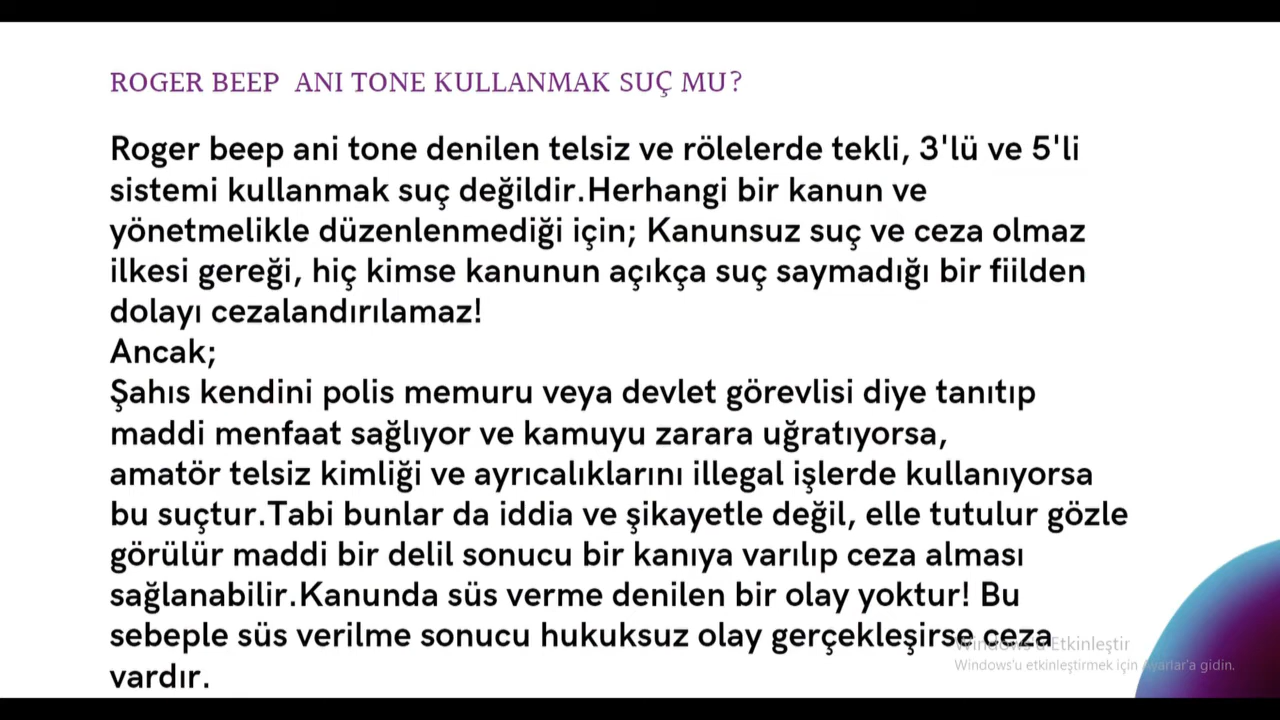 ROGER BEEP ANI TONE KULLANMAK SUÇ MU?
Roger beep ani tone denilen telsiz ve rölelerde tekli, 3'lü ve 5'li
sistemi kullanmak suç değildir.Herhangi bir kanun ve
yönetmelikle düzenlenmediği için; Kanunsuz suç ve ceza olmaz
ilkesi gereği, hiç kimse kanunun açıkça suç saymadığı bir fiilden
dolayı cezalandırılamaz!
Ancak;
Şahıs kendini polis memuru veya devlet görevlisi diye tanıtıp
maddi menfaat sağlıyor ve kamuyu zarara uğratıyorsa,
amatör telsiz kimliği ve ayrıcalıklarını illegal işlerde kullanıyorsa
bu suçtur.Tabi bunlar da iddia ve şikayetle değil, elle tutulur gözle
görülür maddi bir delil sonucu bir kanıya varılıp ceza alması
sağlanabilir.Kanunda süs verme denilen bir olay yoktur! Bu
sebeple süs verilme sonucu hukuksuz olay gerçekleşirse ceza
vardır.
Windows'u Etkinleştir
Windows'u etkinleştirmek için Ayarlar'a gidin.